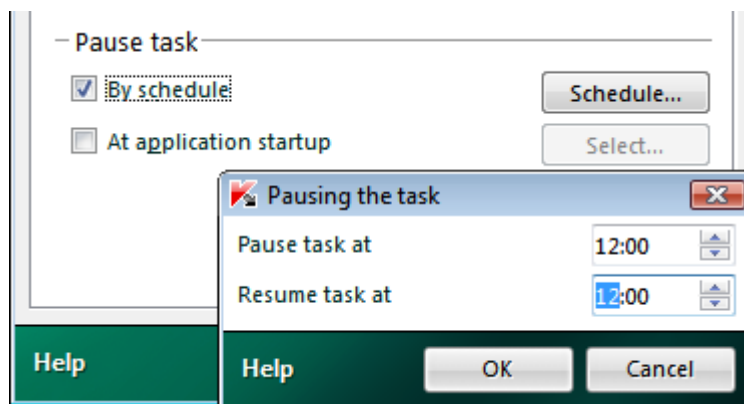 Pause task
By schedule
Schedule...
At application startup
Select...
Pausing the task
Pause task at
12:00
Resume task at
12:00
Help
Help
OK
Cancel